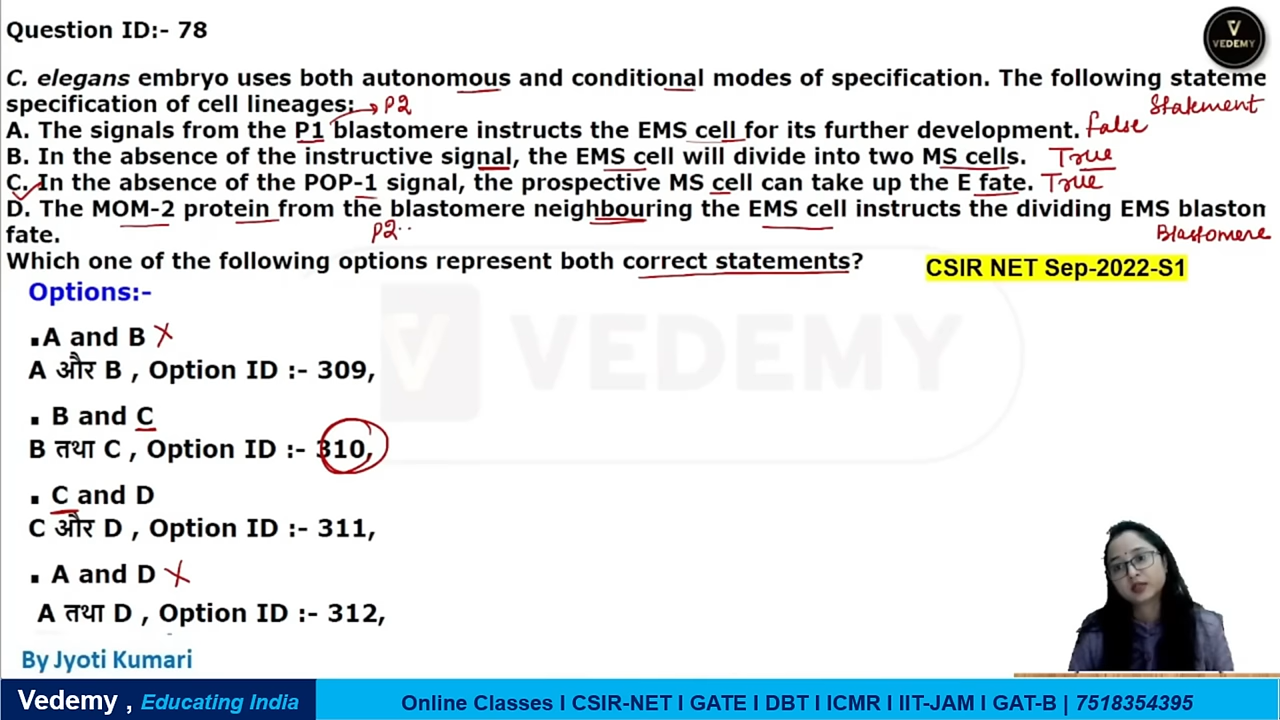 Question ID:- 78
VEDEMY
C. elegans embryo uses both autonomous and conditional modes of specification. The following stateme
specification of cell lineages: → P2 Statement
A. The signals from the P1 blastomere instructs the EMS cell for its further development. False
B. In the absence of the instructive signal, the EMS cell will divide into two MS cells. True
C. In the absence of the POP-1 signal, the prospective MS cell can take up the E fate. True
D. The MOM-2 protein from the blastomere neighbouring the EMS cell instructs the dividing EMS blaston
fate. P2.. Blastomere
Which one of the following options represent both correct statements?
CSIR NET Sep-2022-S1
Options:-
VEDEMY
▪A and B X
A और B , Option ID :- 309,
▪ B and C
B तथा C , Option ID :- 310,
▪ C and D
C और D , Option ID :- 311,
▪ A and D X
A तथा D , Option ID :- 312,
By Jyoti Kumari
Vedemy , Educating India
Online Classes I CSIR-NET I GATE I DBT I ICMR I IIT-JAM I GAT-B | 7518354395